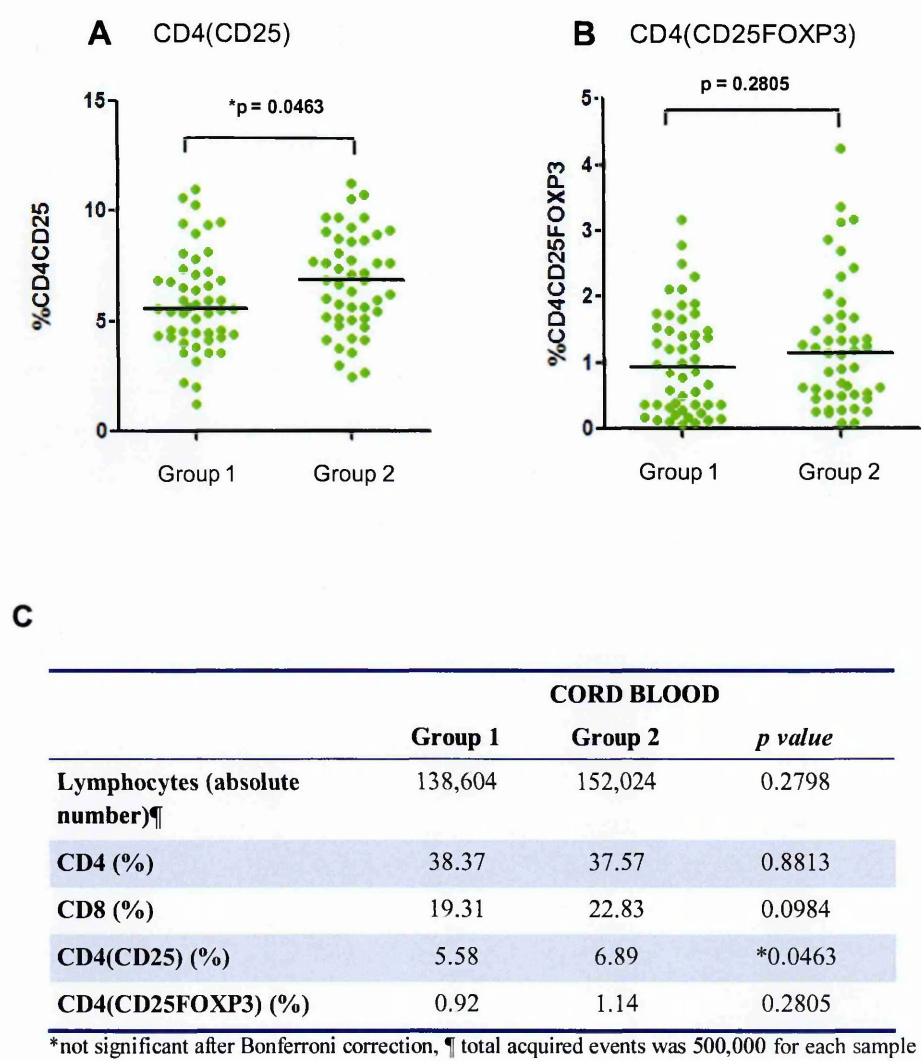 A CD4(CD25)
B CD4(CD25FOXP3)
*p = 0.0463
p = 0.2805
%CD4CD25
15
10
5
0
Group 1 Group 2
%CD4CD25FOXP3
5
4
3
2
1
0
Group 1 Group 2
C
CORD BLOOD
Group 1 Group 2 p value
Lymphocytes (absolute number)¶ 138,604 152,024 0.2798
CD4 (%) 38.37 37.57 0.8813
CD8 (%) 19.31 22.83 0.0984
CD4(CD25) (%) 5.58 6.89 *0.0463
CD4(CD25FOXP3) (%) 0.92 1.14 0.2805
*not significant after Bonferroni correction, ¶ total acquired events was 500,000 for each sample